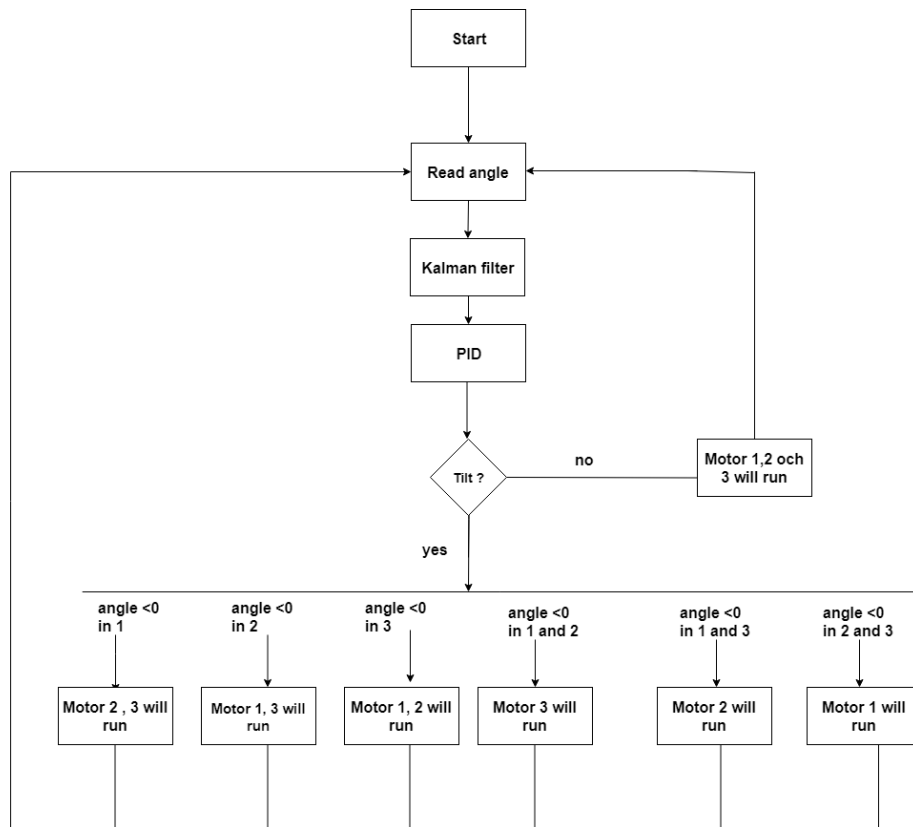 Start
Read angle
Kalman filter
PID
Tilt ?
no
Motor 1,2 och
3 will run
yes
angle <0
in 1
angle <0
in 2
angle <0
in 3
angle <0
in 1 and 2
angle <0
in 1 and 3
angle <0
in 2 and 3
Motor 2 , 3 will
run
Motor 1, 3 will
run
Motor 1, 2 will
run
Motor 3 will
run
Motor 2 will
run
Motor 1 will
run